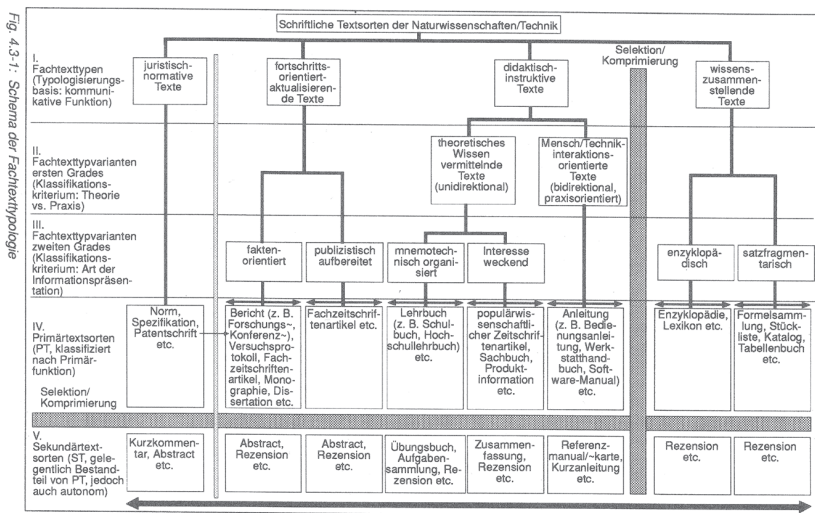 Fig. 4.3-1: Schema der Fachtexttypologie
Schriftliche Textsorten der Naturwissenschaften/Technik
Selektion/
Komprimierung
I.
Fachtexttypen
(Typologisierungs-
basis: kommuni-
kative Funktion)
juristisch-
normative
Texte
fortschritts-
orientiert-
aktualisieren-
de Texte
didaktisch-
instruktive
Texte
wissens-
zusammen-
stellende
Texte
II.
Fachtexttypvarianten
ersten Grades
(Klassifikations-
kriterium: Theorie
vs. Praxis)
theoretisches
Wissen
vermittelnde
Texte
(unidirektional)
Mensch/Technik-
interaktions-
orientierte
Texte
(bidirektional,
praxisorientiert)
III.
Fachtexttypvarianten
zweiten Grades
(Klassifikations-
kriterium: Art der
Informationspräsen-
tation)
fakten-
orientiert
publizistisch
aufbereitet
mnemotech-
nisch organi-
siert
Interesse
weckend
enzyklopä-
disch
satzfragmen-
tarisch
IV.
Primärtextsorten
(PT, klassifiziert
nach Primär-
funktion)
Norm,
Spezifikation,
Patentschrift
etc.
Bericht (z. B.
Forschungs~,
Konferenz~),
Versuchspro-
tokoll, Fach-
zeitschriften-
artikel, Mono-
graphie, Dis-
sertation etc.
Fachzeitschrif-
tenartikel etc.
Lehrbuch
(z. B. Schul-
buch, Hoch-
schullehrbuch)
etc.
populärwis-
senschaftli-
cher Zeitschrif-
tenartikel,
Sachbuch,
Produkt-
information
etc.
Anleitung
(z. B. Bedie-
nungsanlei-
tung, Werk-
statthand-
buch, Soft-
ware-Manual)
etc.
Enzyklopädie,
Lexikon etc.
Formelsamm-
lung, Stück-
liste, Katalog,
Tabellenbuch
etc.
Selektion/
Komprimierung
V.
Sekundärtext-
sorten (ST, gele-
gentlich Bestand-
teil von PT, jedoch
auch autonom)
Kurzkommen-
tar, Abstract
etc.
Abstract,
Rezension
etc.
Abstract,
Rezension
etc.
Übungsbuch,
Aufgaben-
sammlung, Re-
zension etc.
Zusammen-
fassung,
Rezension
etc.
Referenz-
manual/~karte,
Kurzanleitung
etc.
Rezension
etc.
Rezension
etc.